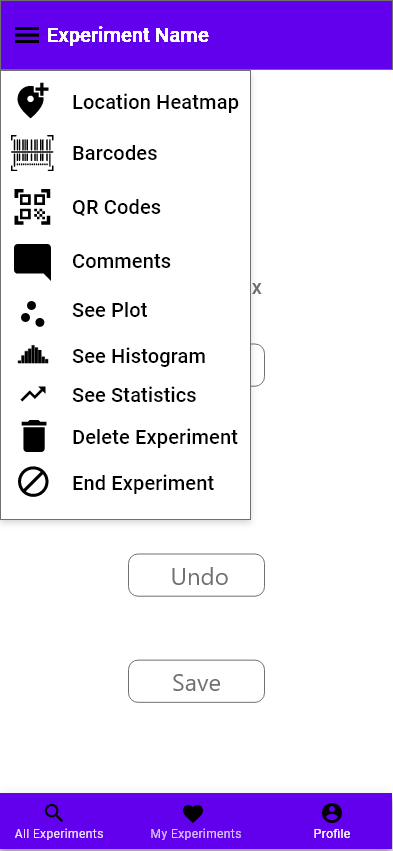 Experiment Name
Location Heatmap
Barcodes
QR Codes
Comments
x
See Plot
See Histogram
See Statistics
Delete Experiment
End Experiment
Undo
Save
All Experiments
My Experiments
Profile